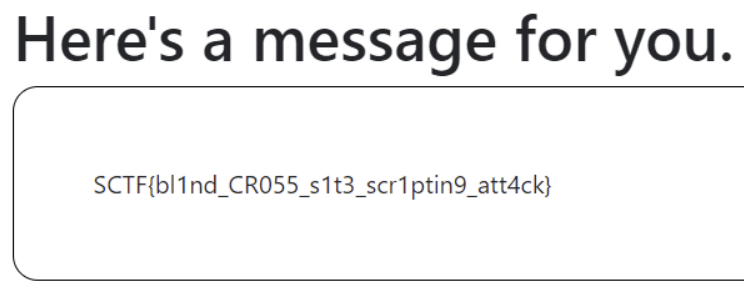 Here's a message for you.
SCTF{bl1nd_CR055_s1t3_scr1ptin9_att4ck}